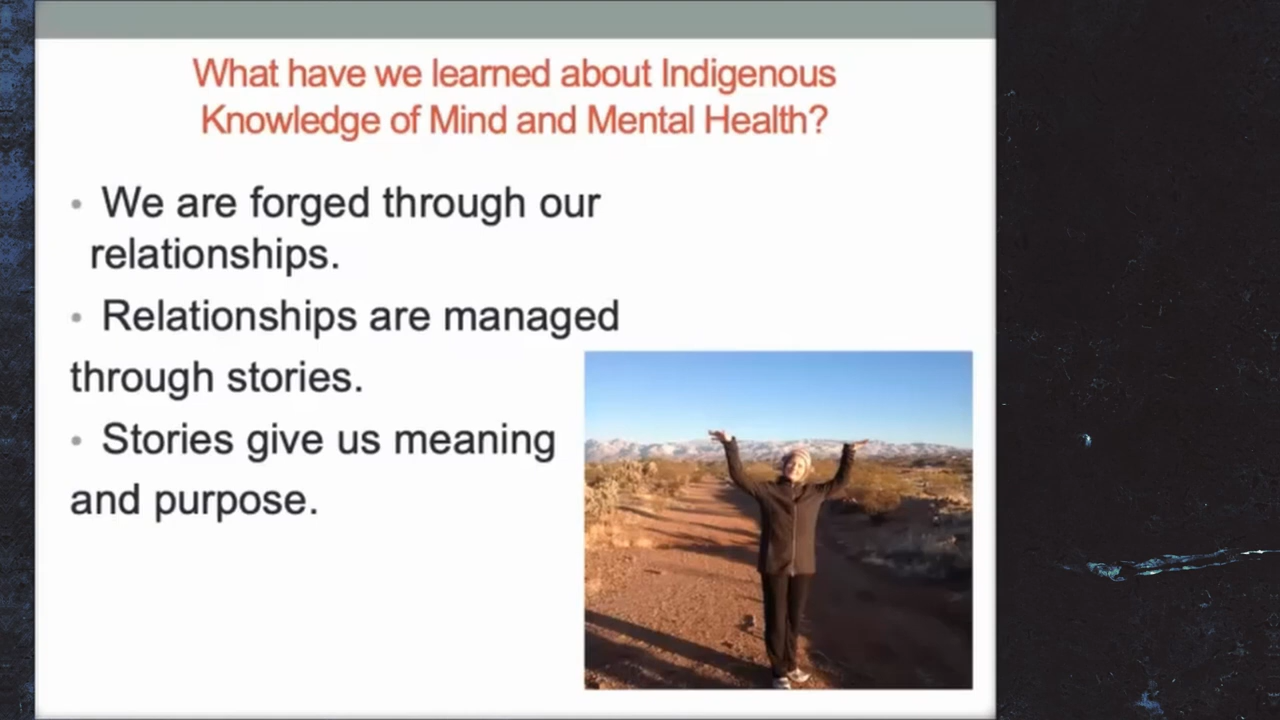 What have we learned about Indigenous
Knowledge of Mind and Mental Health?
• We are forged through our
relationships.
• Relationships are managed
through stories.
• Stories give us meaning
and purpose.